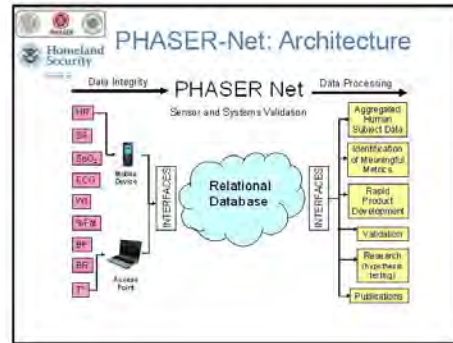 PHASER-Net: Architecture
Homeland
Security
Data Integrity
PHASER Net
Data Processing
Sensor and Systems Validation
HR
SpO₂
ECG
Wt
%Fat
BP
BR
Mobile
Device
Access
Point
INTERFACES
Relational
Database
INTERFACES
Aggregated
Human
Subject Data
Identification
of Meaningful
Metrics
Rapid
Product
Development
Validation
Research
(hypothesis
testing)
Publications